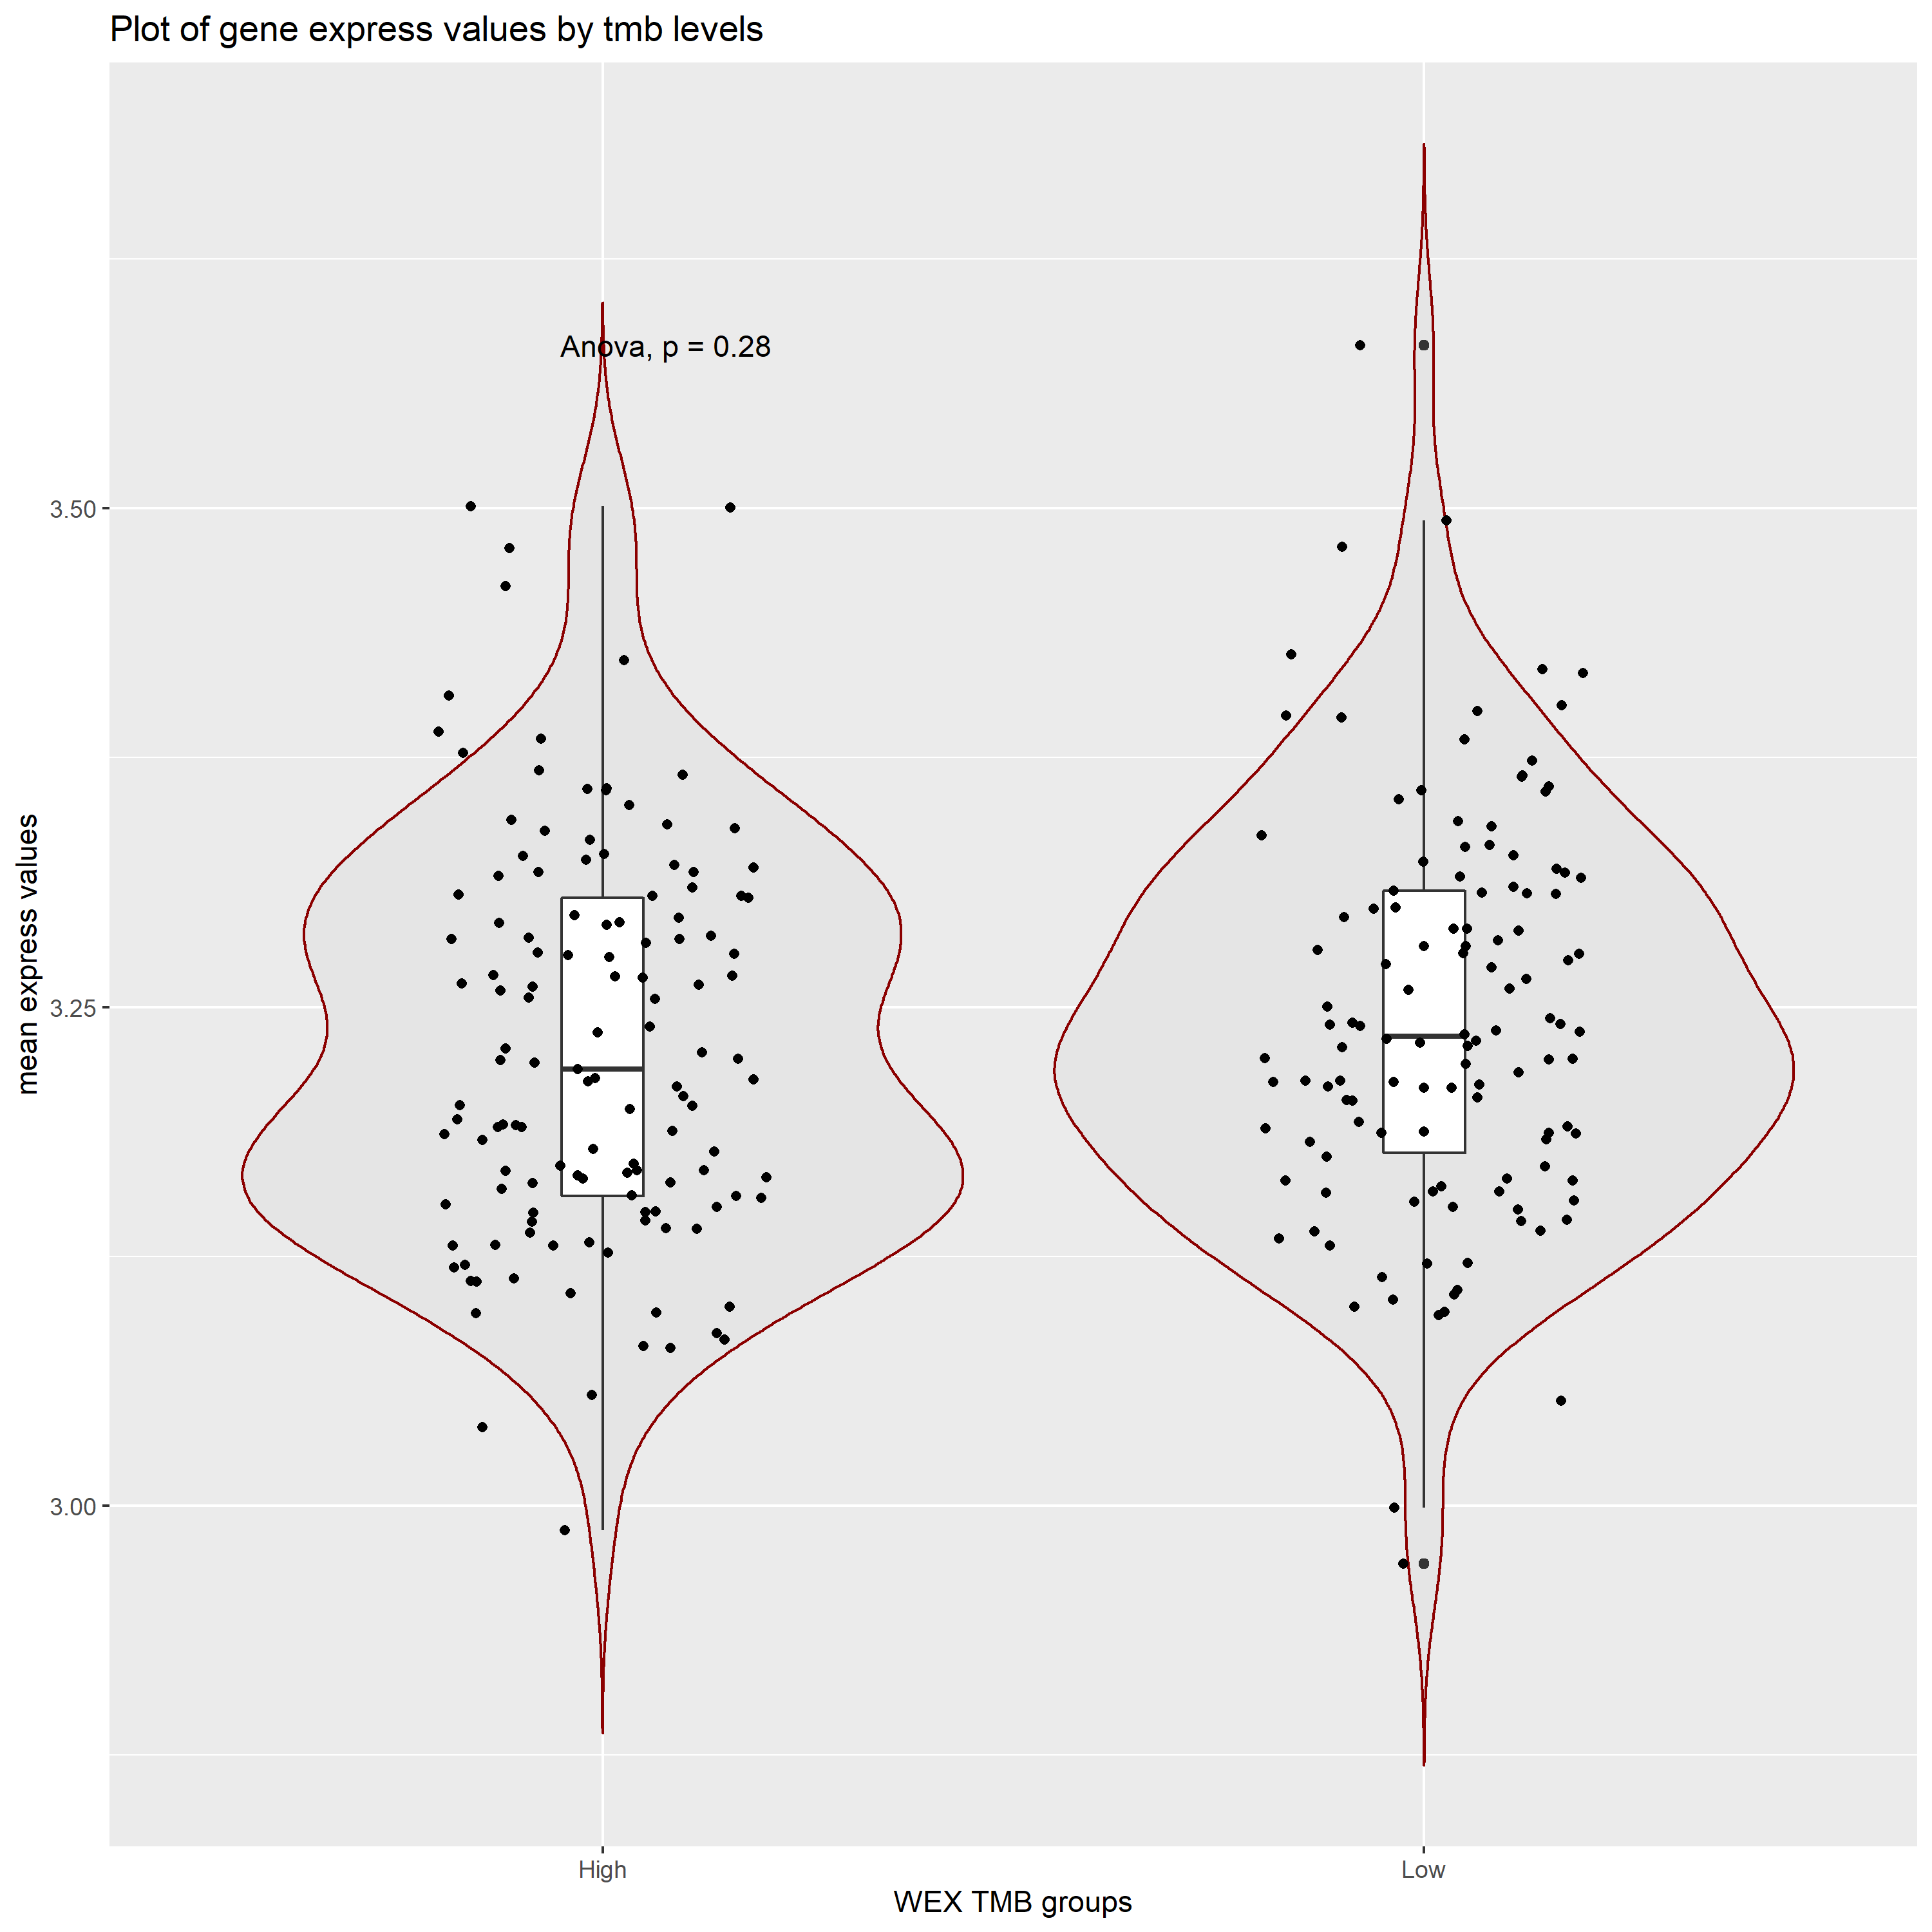 Plot of gene express values by tmb levels
Anova, p = 0.28
3.50
3.25
3.00
mean express values
High
Low
WEX TMB groups